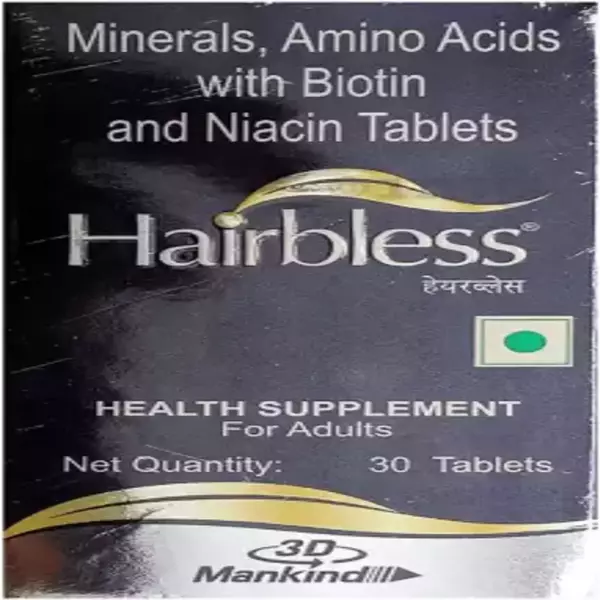 Minerals, Amino Acids
with Biotin
and Niacin Tablets
Hairbless®
हेयरब्लेस
HEALTH SUPPLEMENT
For Adults
Net Quantity: 30 Tablets
3D
Mankind